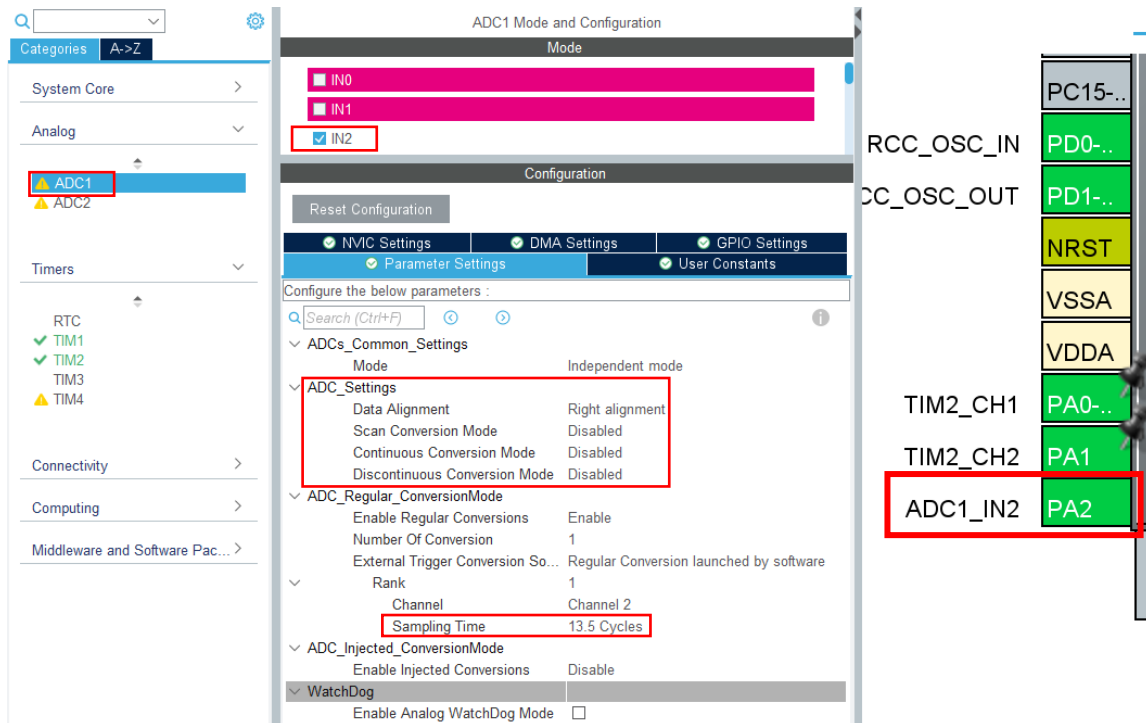 Categories A->Z
System Core
Analog
ADC1
ADC2
Timers
RTC
TIM1
TIM2
TIM3
TIM4
Connectivity
Computing
Middleware and Software Pac...
ADC1 Mode and Configuration
Mode
IN0
IN1
IN2
Configuration
Reset Configuration
NVIC Settings DMA Settings GPIO Settings
Parameter Settings User Constants
Configure the below parameters :
Search (Ctrl+F)
ADCs_Common_Settings
Mode Independent mode
ADC_Settings
Data Alignment Right alignment
Scan Conversion Mode Disabled
Continuous Conversion Mode Disabled
Discontinuous Conversion Mode Disabled
ADC_Regular_ConversionMode
Enable Regular Conversions Enable
Number Of Conversion 1
External Trigger Conversion So... Regular Conversion launched by software
Rank 1
Channel Channel 2
Sampling Time 13.5 Cycles
ADC_Injected_ConversionMode
Enable Injected Conversions Disable
WatchDog
Enable Analog WatchDog Mode
PC15-..
RCC_OSC_IN PD0-..
CC_OSC_OUT PD1-..
NRST
VSSA
VDDA
TIM2_CH1 PA0-..
TIM2_CH2 PA1
ADC1_IN2 PA2